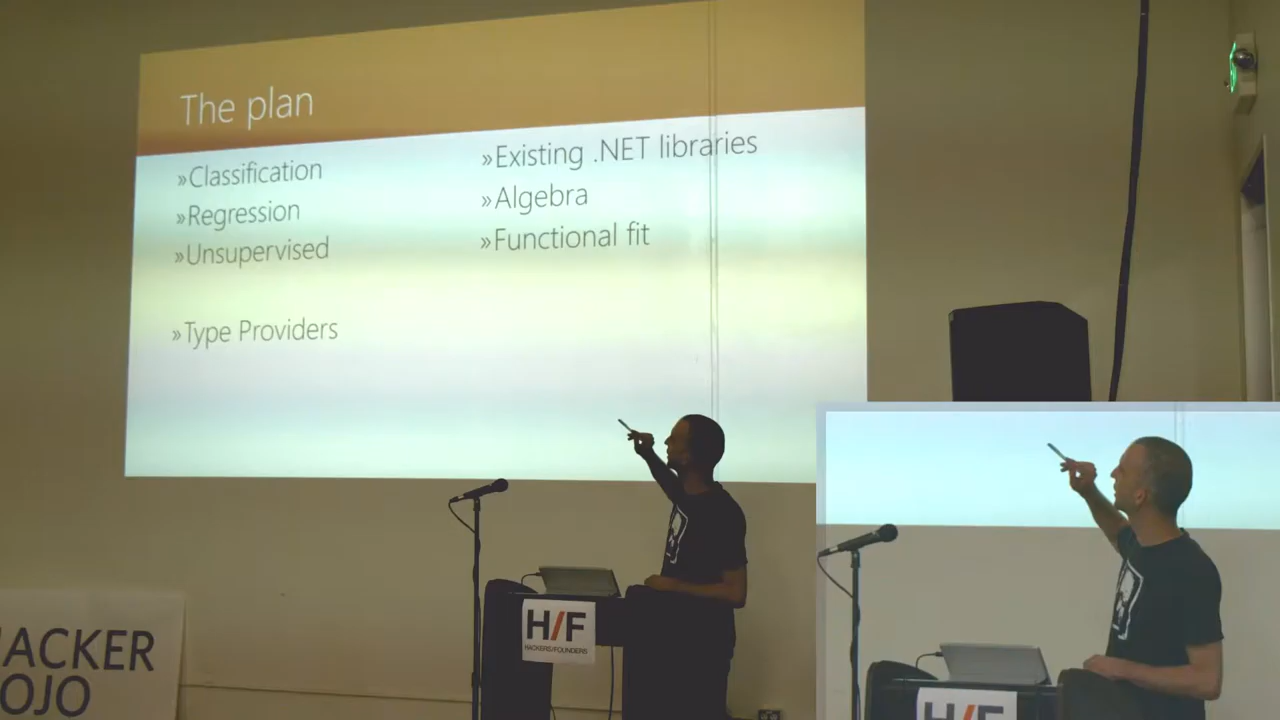 The plan
»Classification
»Regression
»Unsupervised
»Type Providers
»Existing .NET libraries
»Algebra
»Functional fit
H/F
HACKERS/FOUNDERS
ACKER
OJO
H/F